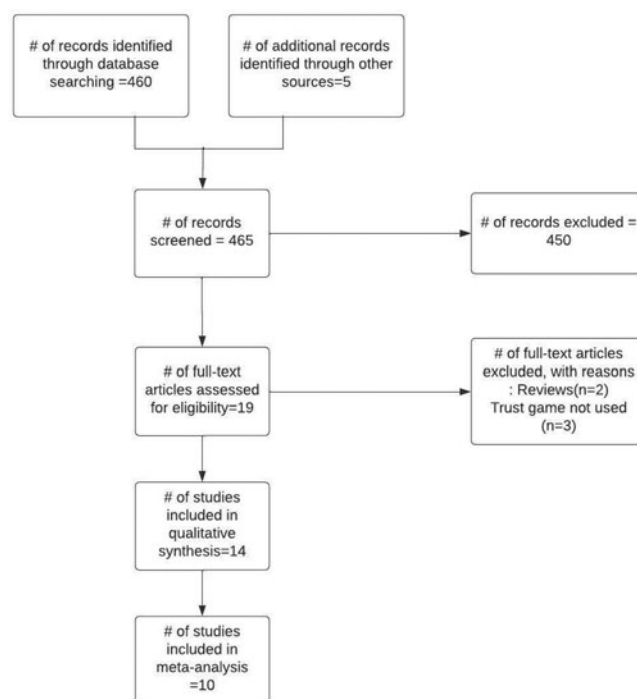 # of records identified
through database
searching =460
# of additional records
identified through other
sources=5
# of records
screened = 465
# of records excluded =
450
# of full-text
articles assessed
for eligibility=19
# of full-text articles
excluded, with reasons
: Reviews(n=2)
Trust game not used
(n=3)
# of studies
included in
qualitative
synthesis=14
# of studies
included in
meta-analysis
=10